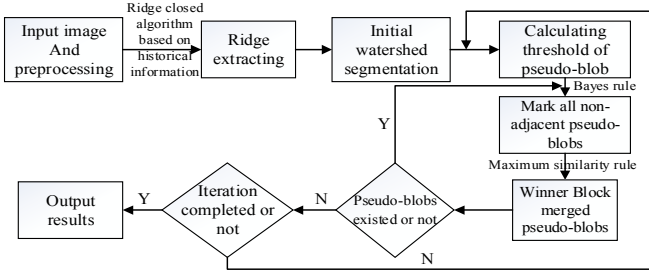 Input image
And
preprocessing
Ridge closed
algorithm
based on
historical
information
Ridge
extracting
Initial
watershed
segmentation
Calculating
threshold of
pseudo-blob
Bayes rule
Mark all non-
adjacent pseudo-
blobs
Maximum similarity rule
Winner Block
merged
pseudo-blobs
Pseudo-blobs
existed or not
Y
N
Iteration
completed or
not
Y
N
Output
results